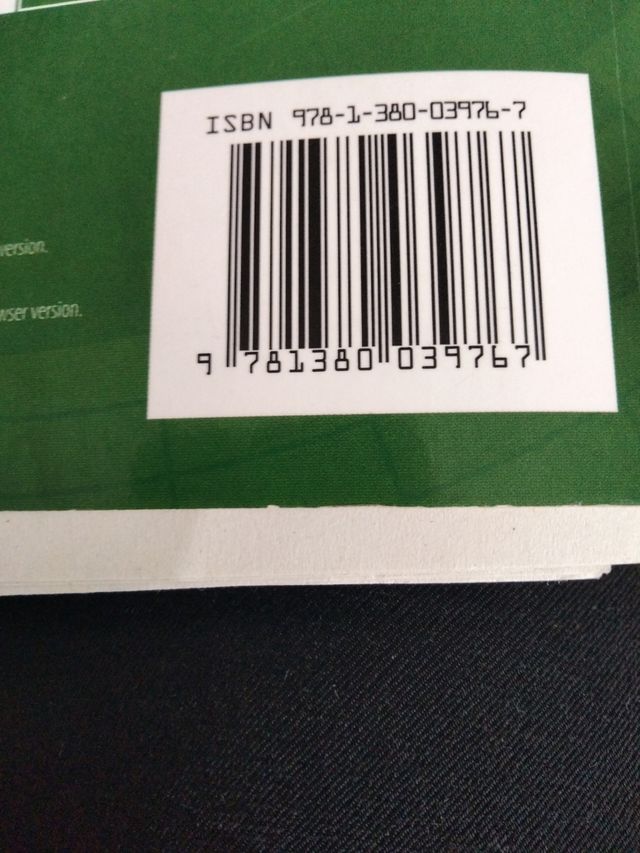 ISBN 978-1-380-03976-7
version.
wser version.
9 781380 039767